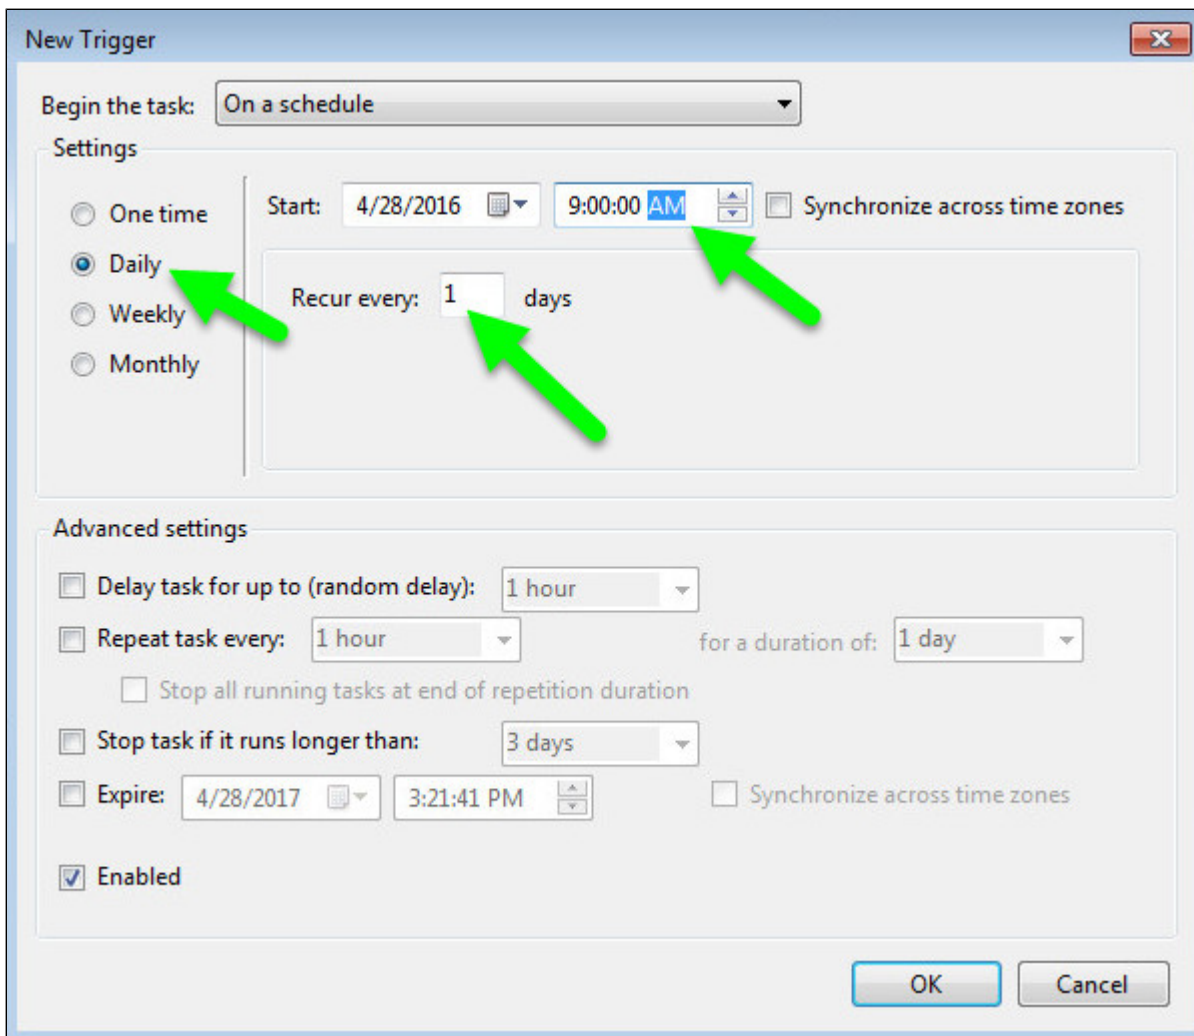 New Trigger
Begin the task: On a schedule
Settings
One time
Start: 4/28/2016 9:00:00 AM Synchronize across time zones
Daily
Recur every: 1 days
Weekly
Monthly
Advanced settings
Delay task for up to (random delay): 1 hour
Repeat task every: 1 hour for a duration of: 1 day
Stop all running tasks at end of repetition duration
Stop task if it runs longer than: 3 days
Expire: 4/28/2017 3:21:41 PM Synchronize across time zones
Enabled
OK Cancel